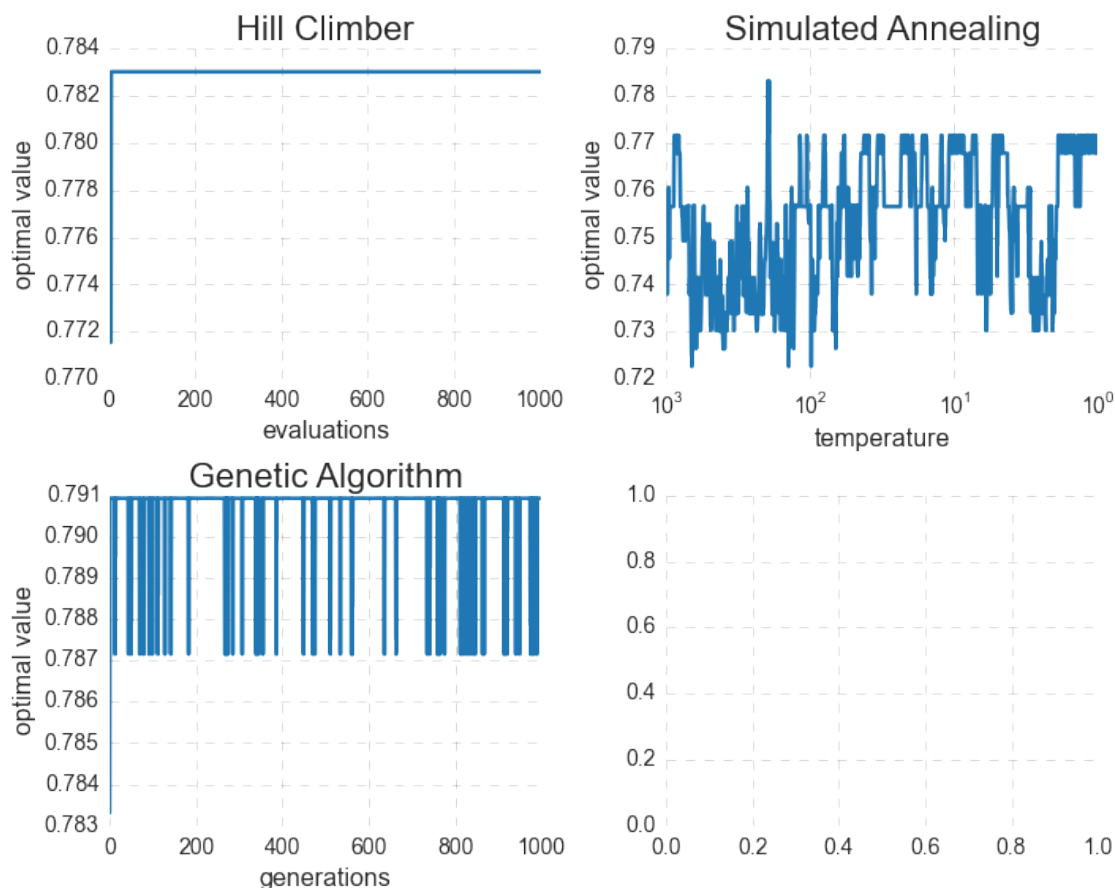 Hill Climber
optimal value
0.784
0.782
0.780
0.778
0.776
0.774
0.772
0.770
0 200 400 600 800 1000
evaluations
Simulated Annealing
optimal value
0.79
0.78
0.77
0.76
0.75
0.74
0.73
0.72
10³ 10² 10¹ 10⁰
temperature
Genetic Algorithm
optimal value
0.791
0.790
0.789
0.788
0.787
0.786
0.785
0.784
0.783
0 200 400 600 800 1000
generations
1.0
0.8
0.6
0.4
0.2
0.0
0.0 0.2 0.4 0.6 0.8 1.0